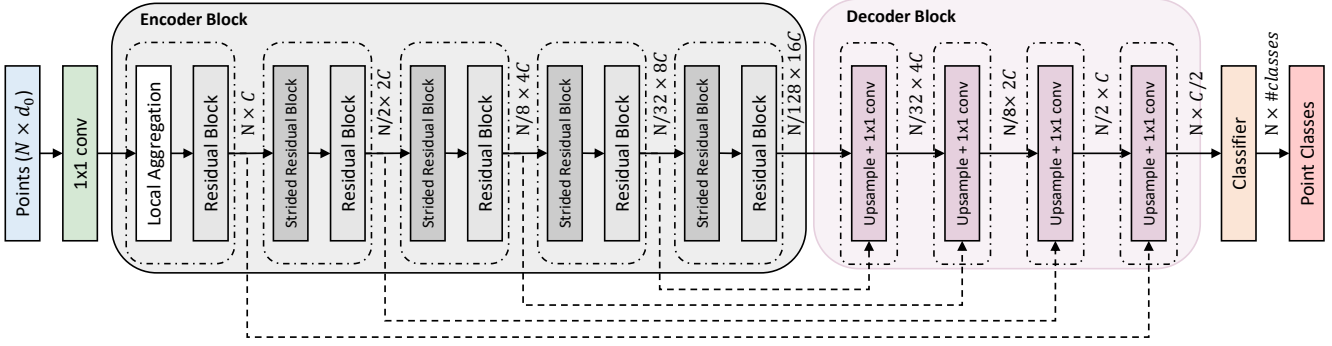 Encoder Block
Decoder Block
Points (N × d₀)
1x1 conv
Local Aggregation
Residual Block
N × C
Strided Residual Block
Residual Block
N/2 × 2C
Strided Residual Block
Residual Block
N/8 × 4C
Strided Residual Block
Residual Block
N/32 × 8C
Strided Residual Block
Residual Block
N/128 × 16C
Upsample + 1x1 conv
N/32 × 4C
Upsample + 1x1 conv
N/8× 2C
Upsample + 1x1 conv
N/2 × C
Upsample + 1x1 conv
N × C/2
Classifier
N × #classes
Point Classes